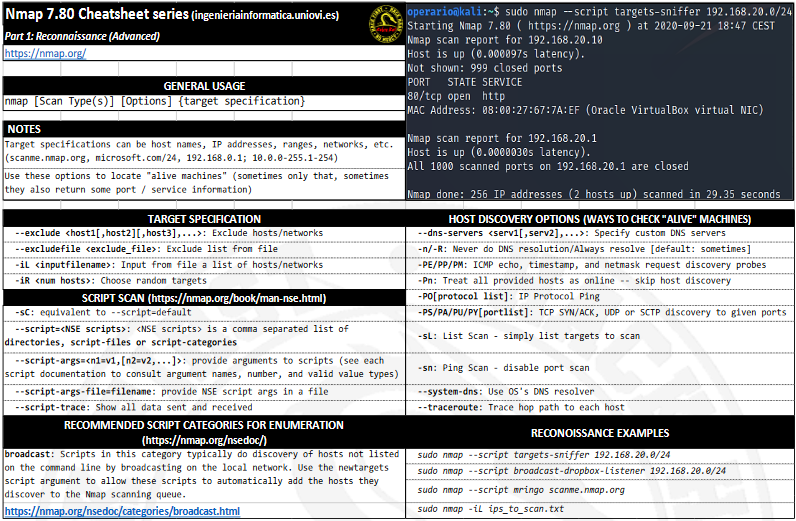 Nmap 7.80 Cheatsheet series (ingenieriainformatica.uniovi.es)
Part 1: Reconnaissance (Advanced)
https://nmap.org/
GENERAL USAGE
nmap [Scan Type(s)] [Options] {target specification}
NOTES
Target specifications can be host names, IP addresses, ranges, networks, etc.
(scanme.nmap.org, microsoft.com/24, 192.168.0.1; 10.0.0-255.1-254)
Use these options to locate "alive machines" (sometimes only that, sometimes
they also return some port / service information)
operario@kali:~$ sudo nmap --script targets-sniffer 192.168.20.0/24
Starting Nmap 7.80 ( https://nmap.org ) at 2020-09-21 18:47 CEST
Nmap scan report for 192.168.20.10
Host is up (0.000097s latency).
Not shown: 999 closed ports
PORT STATE SERVICE
80/tcp open http
MAC Address: 08:00:27:67:7A:EF (Oracle VirtualBox virtual NIC)
Nmap scan report for 192.168.20.1
Host is up (0.0000030s latency).
All 1000 scanned ports on 192.168.20.1 are closed
Nmap done: 256 IP addresses (2 hosts up) scanned in 29.35 seconds
TARGET SPECIFICATION
--exclude <host1[,host2][,host3],...>: Exclude hosts/networks
--excludefile <exclude_file>: Exclude list from file
-iL <inputfilename>: Input from file a list of hosts/networks
-iR <num hosts>: Choose random targets
SCRIPT SCAN (https://nmap.org/book/man-nse.html)
-sC: equivalent to --script=default
--script=<NSE scripts>: <NSE scripts> is a comma separated list of
directories, script-files or script-categories
--script-args=<n1=v1,[n2=v2,...]>: provide arguments to scripts (see each
script documentation to consult argument names, number, and valid value types)
--script-args-file=filename: provide NSE script args in a file
--script-trace: Show all data sent and received
RECOMMENDED SCRIPT CATEGORIES FOR ENUMERATION
(https://nmap.org/nsedoc/)
broadcast: Scripts in this category typically do discovery of hosts not listed
on the command line by broadcasting on the local network. Use the newtargets
script argument to allow these scripts to automatically add the hosts they
discover to the Nmap scanning queue.
https://nmap.org/nsedoc/categories/broadcast.html
HOST DISCOVERY OPTIONS (WAYS TO CHECK "ALIVE" MACHINES)
--dns-servers <serv1[,serv2],...>: Specify custom DNS servers
-n/-R: Never do DNS resolution/Always resolve [default: sometimes]
-PE/PP/PM: ICMP echo, timestamp, and netmask request discovery probes
-Pn: Treat all provided hosts as online -- skip host discovery
-PO[protocol list]: IP Protocol Ping
-PS/PA/PU/PY[portlist]: TCP SYN/ACK, UDP or SCTP discovery to given ports
-sL: List Scan - simply list targets to scan
-sn: Ping Scan - disable port scan
--system-dns: Use OS's DNS resolver
--traceroute: Trace hop path to each host
RECONOISSANCE EXAMPLES
sudo nmap --script targets-sniffer 192.168.20.0/24
sudo nmap --script broadcast-dropbox-listener 192.168.20.0/24
sudo nmap --script mringo scanme.nmap.org
sudo nmap -iL ips_to_scan.txt